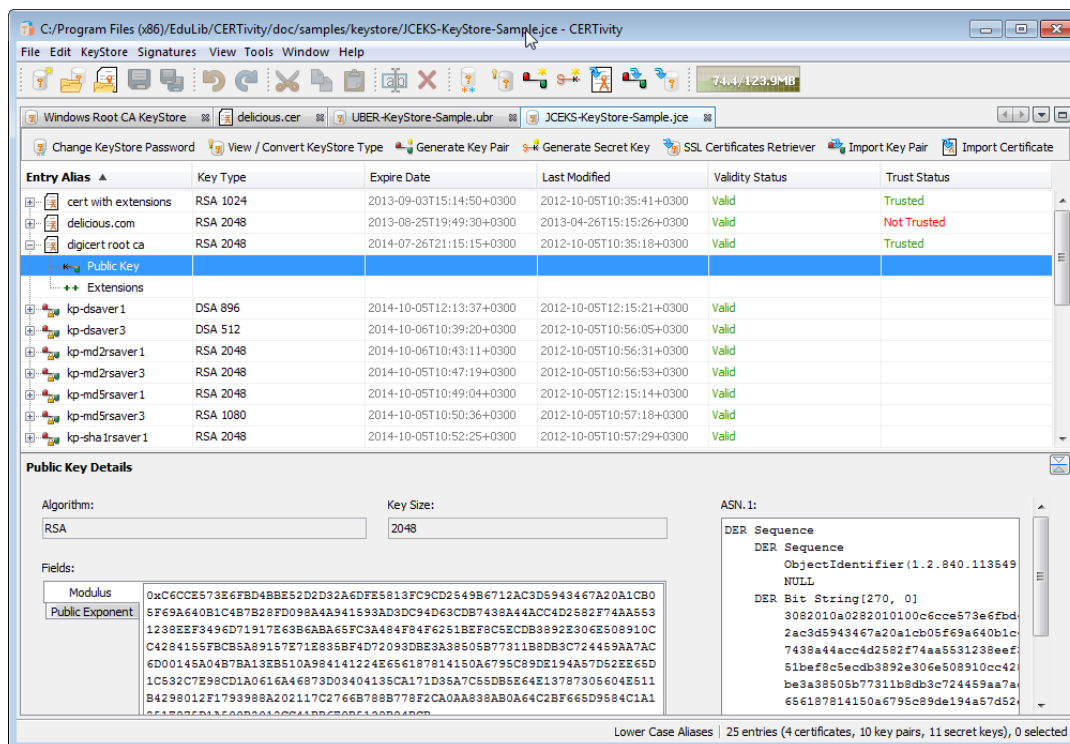 C:/Program Files (x86)/EduLib/CERTivity/doc/samples/keystore/JCEKS-KeyStore-Sample.jce - CERTivity
File Edit KeyStore Signatures View Tools Window Help
74.4/123.9MB
Windows Root CA KeyStore delicious.cer UBER-KeyStore-Sample.ubr JCEKS-KeyStore-Sample.jce
Change KeyStore Password View / Convert KeyStore Type Generate Key Pair Generate Secret Key SSL Certificates Retriever Import Key Pair Import Certificate
Entry Alias Key Type Expire Date Last Modified Validity Status Trust Status
cert with extensions RSA 1024 2013-09-03T15:14:50+0300 2012-10-05T10:35:41+0300 Valid Trusted
delicious.com RSA 2048 2013-08-25T19:49:30+0300 2013-04-26T15:15:26+0300 Valid Not Trusted
digicert root ca RSA 2048 2014-07-26T21:15:15+0300 2012-10-05T10:35:18+0300 Valid Trusted
Public Key
Extensions
kp-dsaver1 DSA 896 2014-10-05T12:13:37+0300 2012-10-05T12:15:21+0300 Valid
kp-dsaver3 DSA 512 2014-10-06T10:39:20+0300 2012-10-05T10:56:05+0300 Valid
kp-md2rsaver1 RSA 2048 2014-10-06T10:43:11+0300 2012-10-05T10:56:31+0300 Valid
kp-md2rsaver3 RSA 2048 2014-10-05T10:47:19+0300 2012-10-05T10:56:53+0300 Valid
kp-md5rsaver1 RSA 2048 2014-10-05T10:49:04+0300 2012-10-05T12:15:14+0300 Valid
kp-md5rsaver3 RSA 1080 2014-10-05T10:50:36+0300 2012-10-05T10:57:18+0300 Valid
kp-sha1rsaver1 RSA 2048 2014-10-05T10:52:25+0300 2012-10-05T10:57:29+0300 Valid
Public Key Details
Algorithm: Key Size: ASN.1:
RSA 2048
DER Sequence
DER Sequence
ObjectIdentifier(1.2.840.113549
NULL
DER Bit String[270, 0]
3082010a0282010100c6cce573e6fbd
2ac3d5943467a20a1cb05f69a640b1c
7438a44acc4d2582f74aa5531238eef
51bef8c5ecdb3892e306e508910cc42
be3a38505b77311b8db3c724459aa7a
656187814150a6795c89de194a57d52
Fields:
Modulus
Public Exponent
0xC6CCE573E6FBD4BBE52D2D32A6DFE5813FC9CD2549B6712AC3D5943467A20A1CB0
5F69A640B1C4B7B28FD098A4A941593AD3DC94D63CDB7438A44ACC4D2582F74AA553
1238EEF3496D71917E63B6ABA65FC3A484F84F6251BEF8C5ECDB3892E306E508910C
C4284155FBCB5A89157E71E835BF4D72093DBE3A38505B77311B8DB3C724459AA7AC
6D00145A04B7BA13EB510A984141224E656187814150A6795C89DE194A57D52EE65D
1C532C7E98CD1A0616A46873D03404135CA171D35A7C55DB5E64E13787305604E511
B4298012F1793988A202117C2766B788B778F2CA0AA838AB0A64C2BF665D9584C1A1
Lower Case Aliases 25 entries (4 certificates, 10 key pairs, 11 secret keys), 0 selected